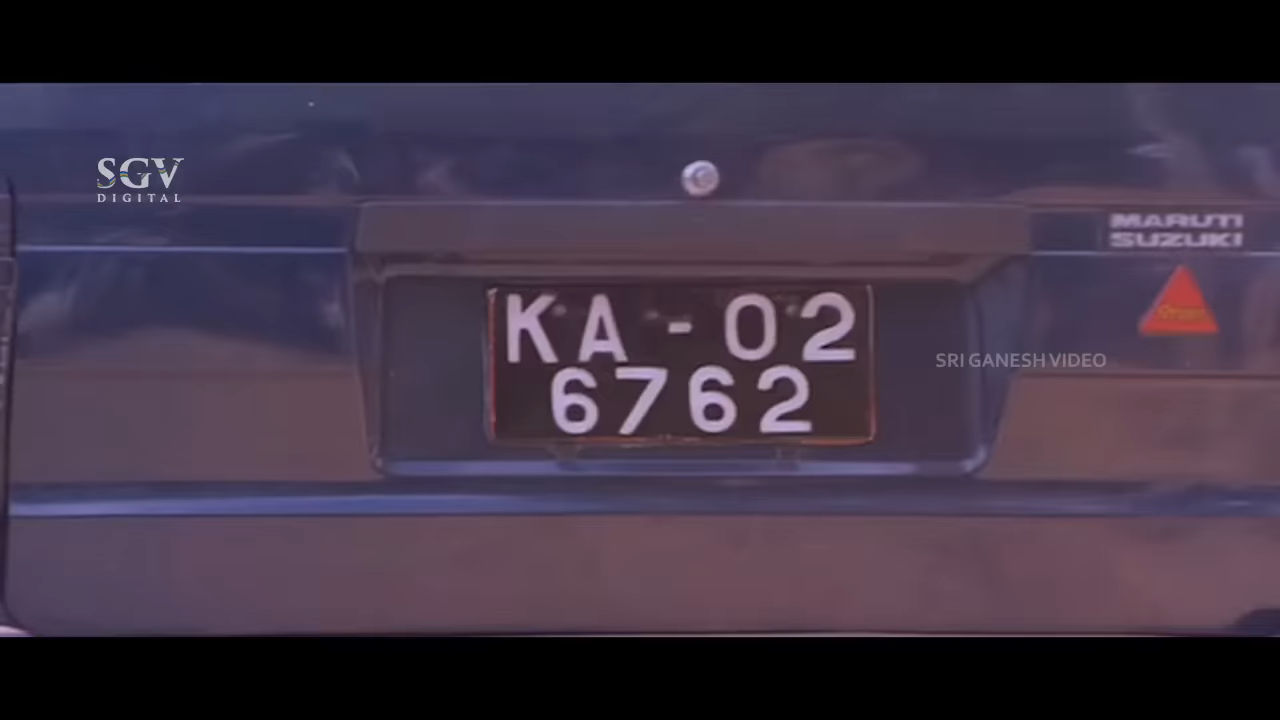 SGV
DIGITAL
MARUTI
SUZUKI
KA - 02
6762
SRI GANESH VIDEO